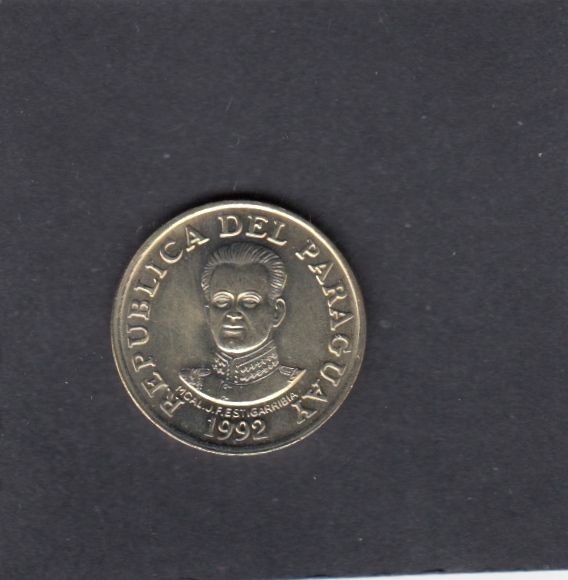 REPUBLICA DEL PARAGUAY
MCAL.J.F.ESTIGARRIBIA
1992